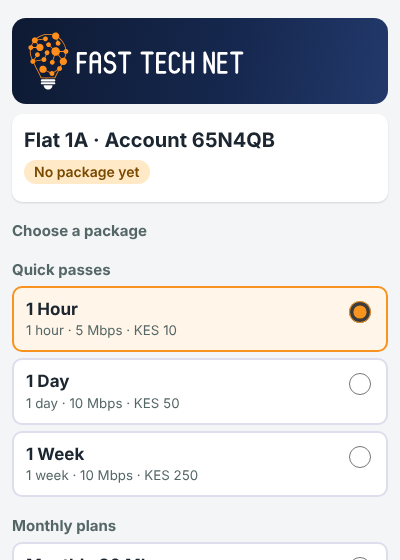 FAST TECH NET
Flat 1A · Account 65N4QB
No package yet
Choose a package
Quick passes
1 Hour
1 hour · 5 Mbps · KES 10
1 Day
1 day · 10 Mbps · KES 50
1 Week
1 week · 10 Mbps · KES 250
Monthly plans